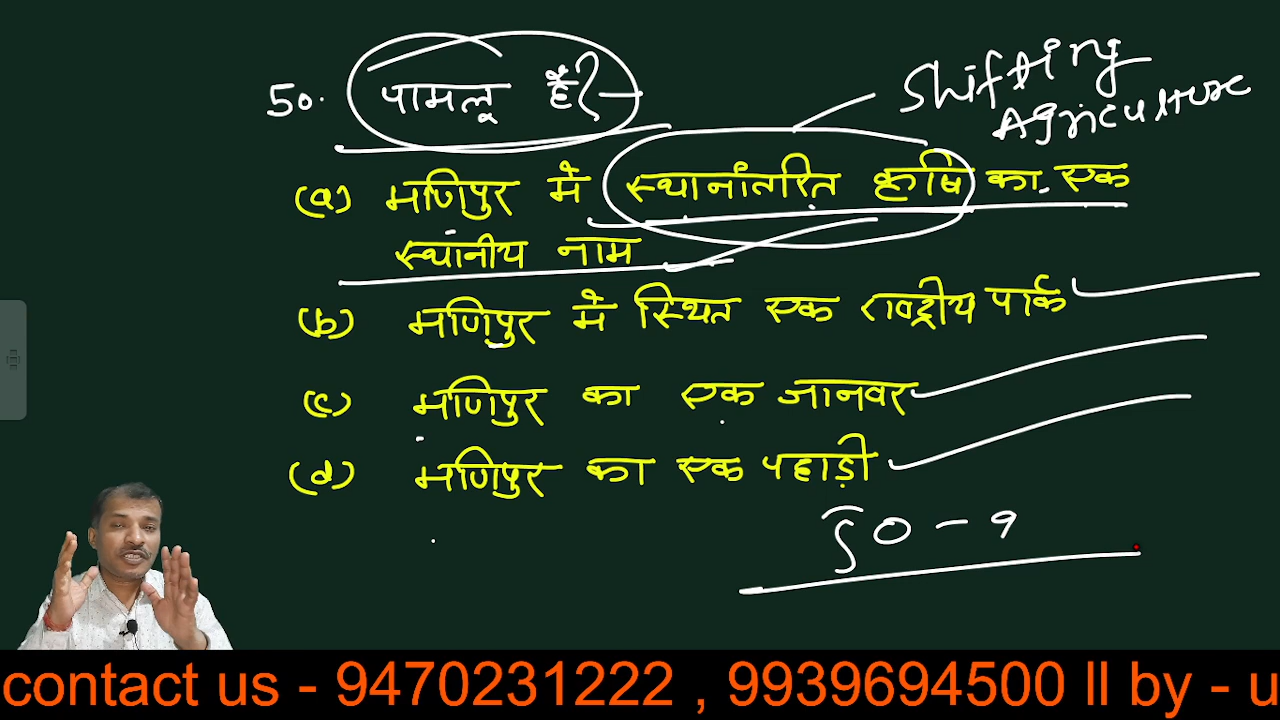 50. पामलू है?
Shifting
Agriculture
(a) मणिपुर में स्थानांतरित कृषि का एक
स्थानीय नाम
(b) मणिपुर में स्थित एक राष्ट्रीय पार्क
(c) मणिपुर का एक जानवर
(d) मणिपुर का एक पहाड़ी
50 - 9
contact us - 9470231222 , 9939694500 ll by - u